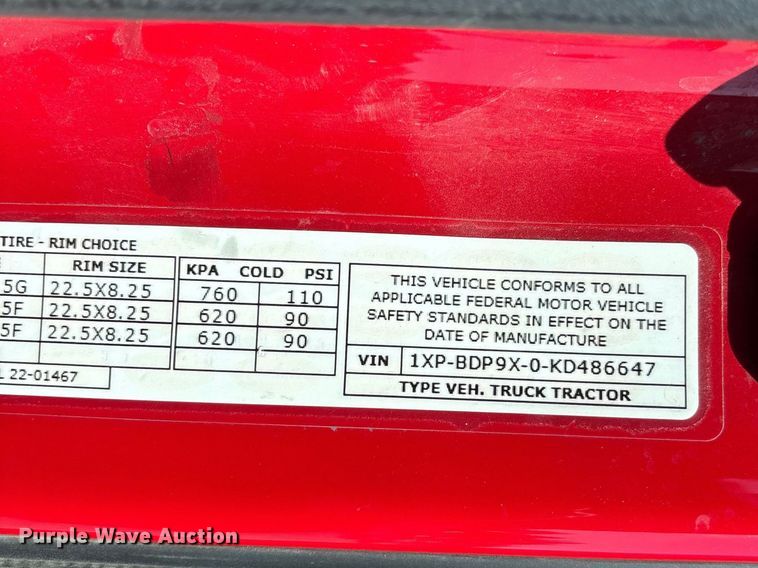 TIRE - RIM CHOICE
RIM SIZE
5G 22.5X8.25
5F 22.5X8.25
5F 22.5X8.25
22-01467
KPA COLD PSI
760 110
620 90
620 90
THIS VEHICLE CONFORMS TO ALL
APPLICABLE FEDERAL MOTOR VEHICLE
SAFETY STANDARDS IN EFFECT ON THE
DATE OF MANUFACTURE
VIN 1XP-BDP9X-0-KD486647
TYPE VEH. TRUCK TRACTOR
Purple Wave Auction